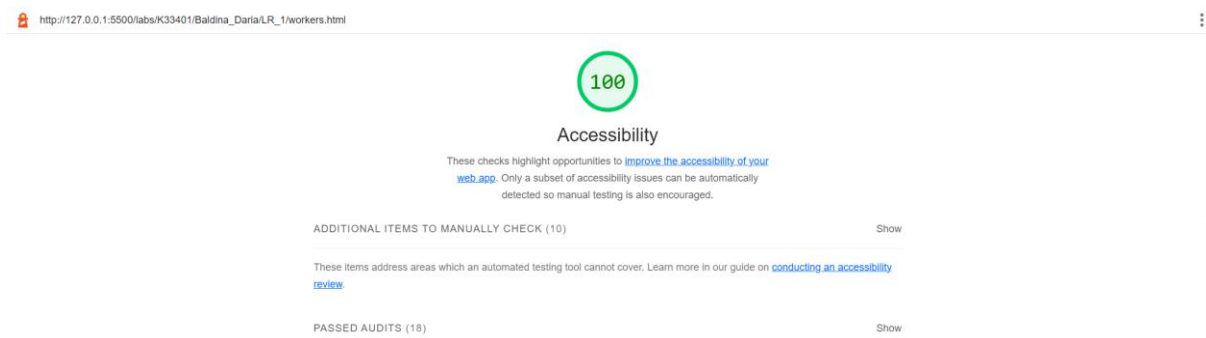 http://127.0.0.1:5500/labs/K33401/Baldina_Daria/LR_1/workers.html
100
Accessibility
These checks highlight opportunities to improve the accessibility of your
web app. Only a subset of accessibility issues can be automatically
detected so manual testing is also encouraged.
ADDITIONAL ITEMS TO MANUALLY CHECK (10) Show
These items address areas which an automated testing tool cannot cover. Learn more in our guide on conducting an accessibility
review.
PASSED AUDITS (18) Show